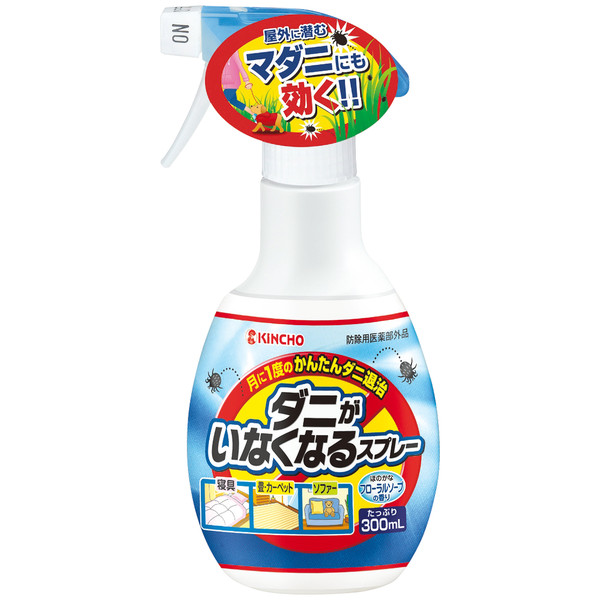 NO
屋外に潜む
マダニにも
効く!!
KINCHO
防除用医薬部外品
月に1度のかんたんダニ退治
ダニが
いなくなるスプレー
寝具
畳・カーペット
ソファー
ほのかな
フローラルソープ
の香り
たっぷり
300mL